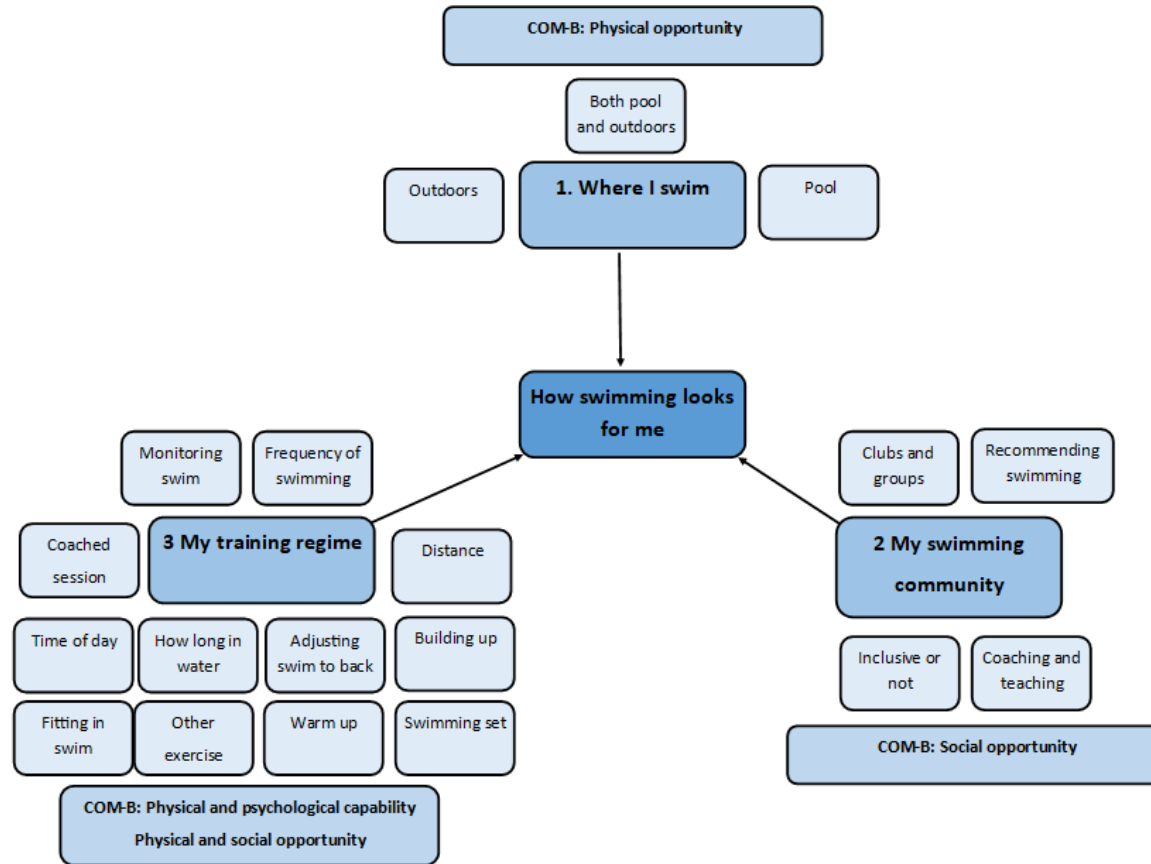 COM-B: Physical opportunity
Both pool
and outdoors
Outdoors
1. Where I swim
Pool
How swimming looks
for me
Monitoring
swim
Frequency of
swimming
Clubs and
groups
Recommending
swimming
Coached
session
3 My training regime
Distance
2 My swimming
community
Time of day
How long in
water
Adjusting
swim to back
Building up
Inclusive or
not
Coaching and
teaching
Fitting in
swim
Other
exercise
Warm up
Swimming set
COM-B: Social opportunity
COM-B: Physical and psychological capability
Physical and social opportunity